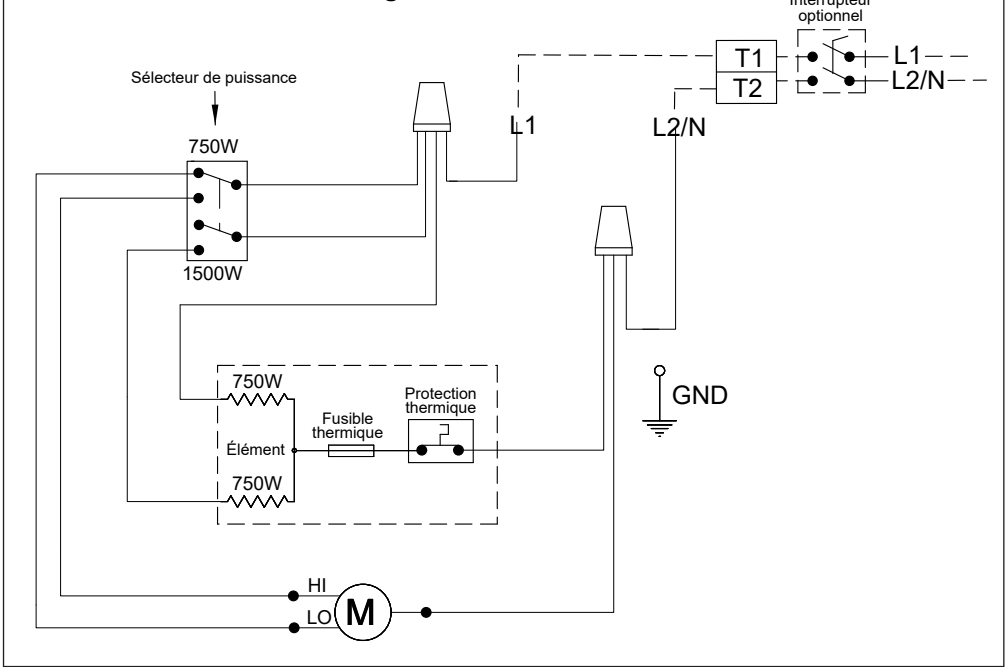 Interrupteur
optionnel
T1
L1
T2
L2/N
Sélecteur de puissance
L1
L2/N
750W
1500W
750W
Protection
thermique
Fusible
thermique
GND
Élément
750W
HI
LO
M